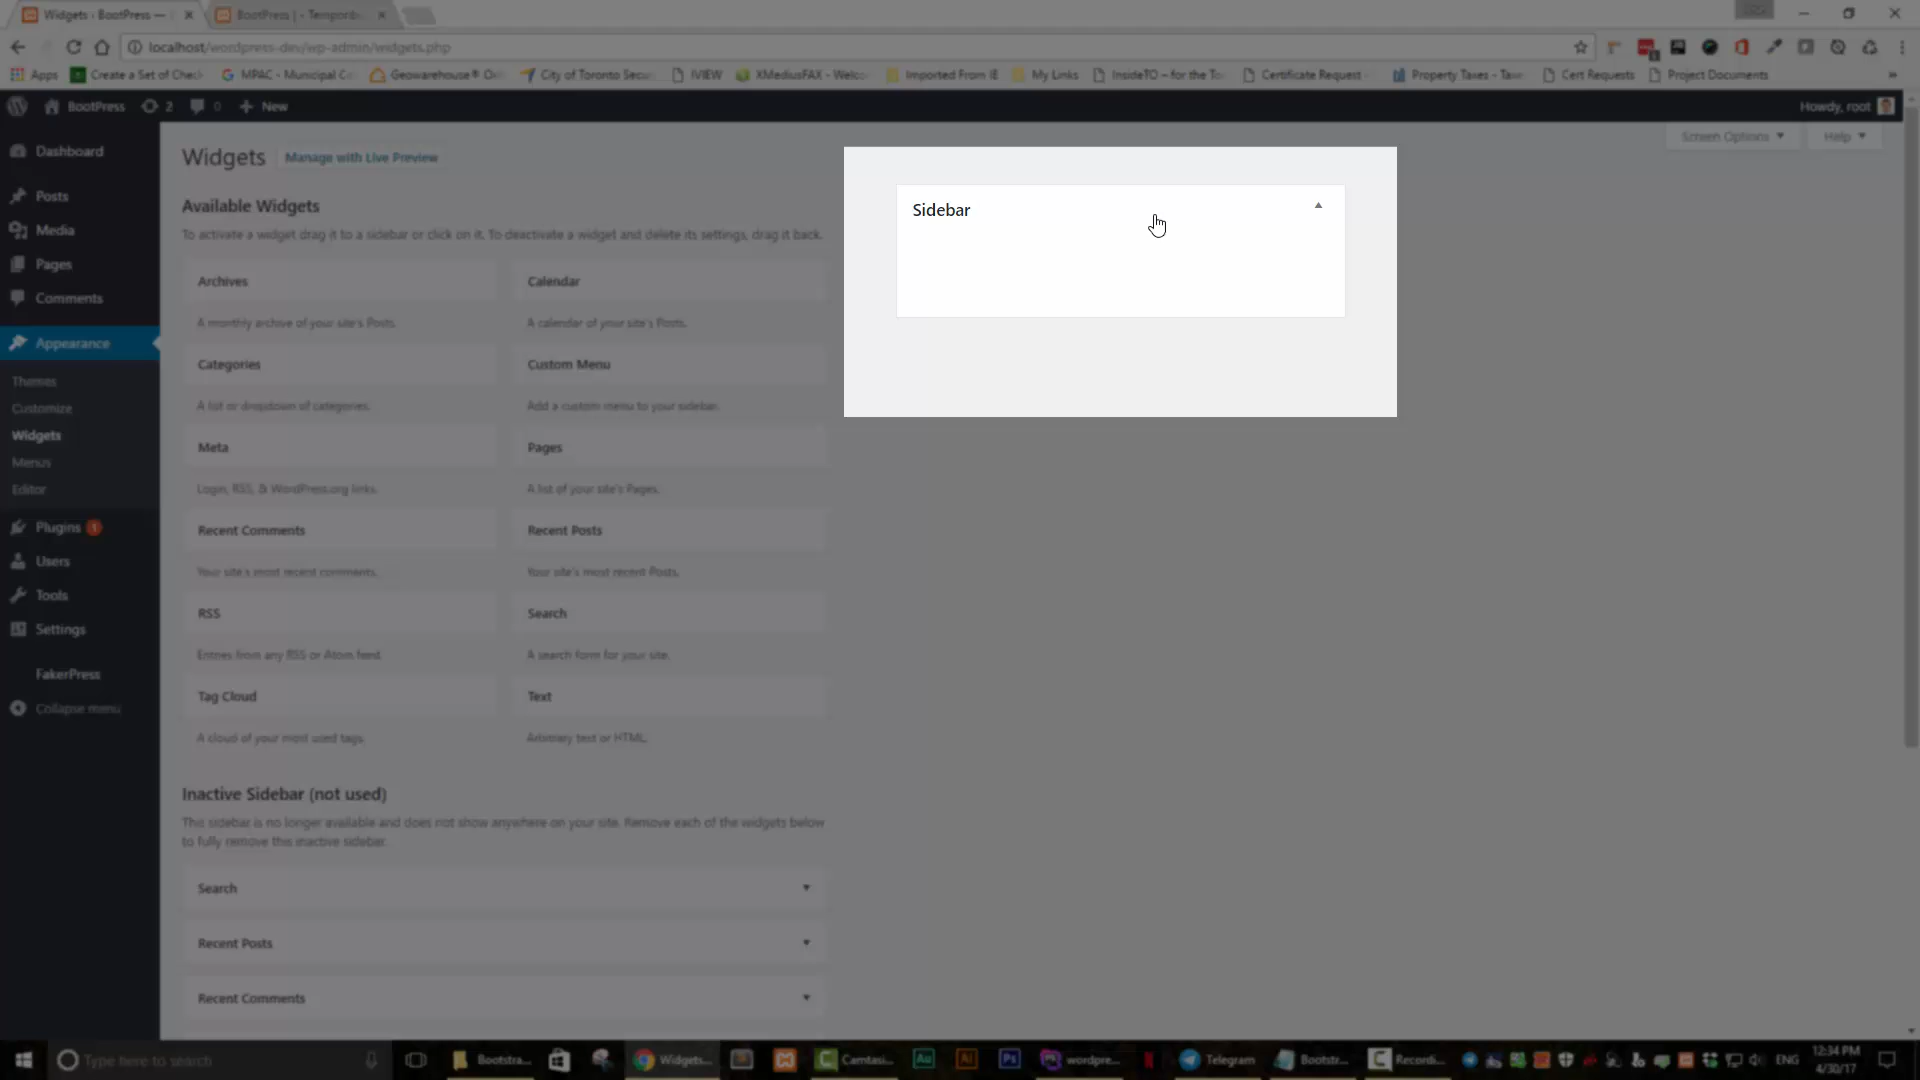 Widgets ‹ BootPress —
BootPress | - Temporib
localhost/wordpress-dev/wp-admin/widgets.php
Apps
Create a Set of Check
MPAC - Municipal
Geowarehouse®
City of Toronto Secu
IVIEW
XMediusFAX - Welco
Imported From IE
My Links
InsideTO – for the To
Certificate Request
Property Taxes - Tax
Cert Requests
Project Documents
»
BootPress
2
0
New
Howdy, root
Screen Options
Help
Dashboard
Posts
Media
Pages
Comments
Appearance
Themes
Customize
Widgets
Menus
Editor
Plugins 1
Users
Tools
Settings
FakerPress
Collapse menu
Widgets
Manage with Live Preview
Available Widgets
To activate a widget drag it to a sidebar or click on it. To deactivate a widget and delete its settings, drag it back.
Archives
Calendar
A monthly archive of your site's Posts.
A calendar of your site's Posts.
Categories
Custom Menu
A list or dropdown of categories.
Add a custom menu to your sidebar.
Meta
Pages
Login, RSS, & WordPress.org links.
A list of your site's Pages.
Recent Comments
Recent Posts
Your site's most recent comments.
Your site's most recent Posts.
RSS
Search
Entries from any RSS or Atom feed.
A search form for your site.
Tag Cloud
Text
A cloud of your most used tags.
Arbitrary text or HTML.
Sidebar
Inactive Sidebar (not used)
This sidebar is no longer available and does not show anywhere on your site. Remove each of the widgets below
to fully remove this inactive sidebar.
Search
Recent Posts
Recent Comments
Type here to search
Bootstra...
Widgets...
Camtasi...
Au
Ai
Ps
wordpre...
Telegram
Bootstr...
Recordi...
ENG
12:34 PM
4/30/17